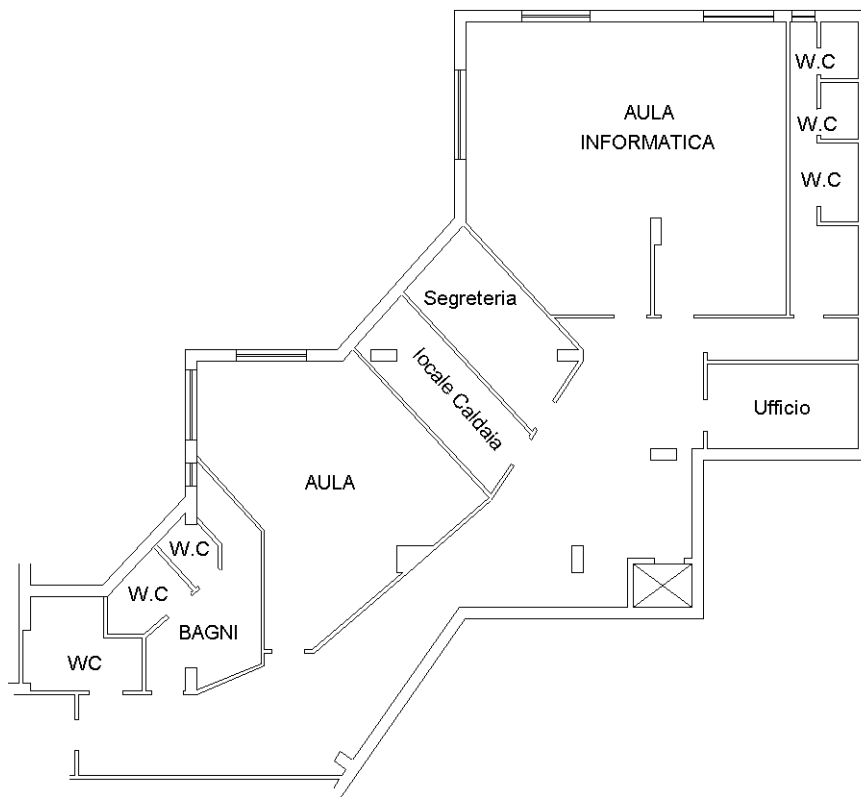 W.C
AULA
INFORMATICA
W.C
W.C
Segreteria
locale Caldaia
Ufficio
AULA
W.C
W.C
BAGNI
WC